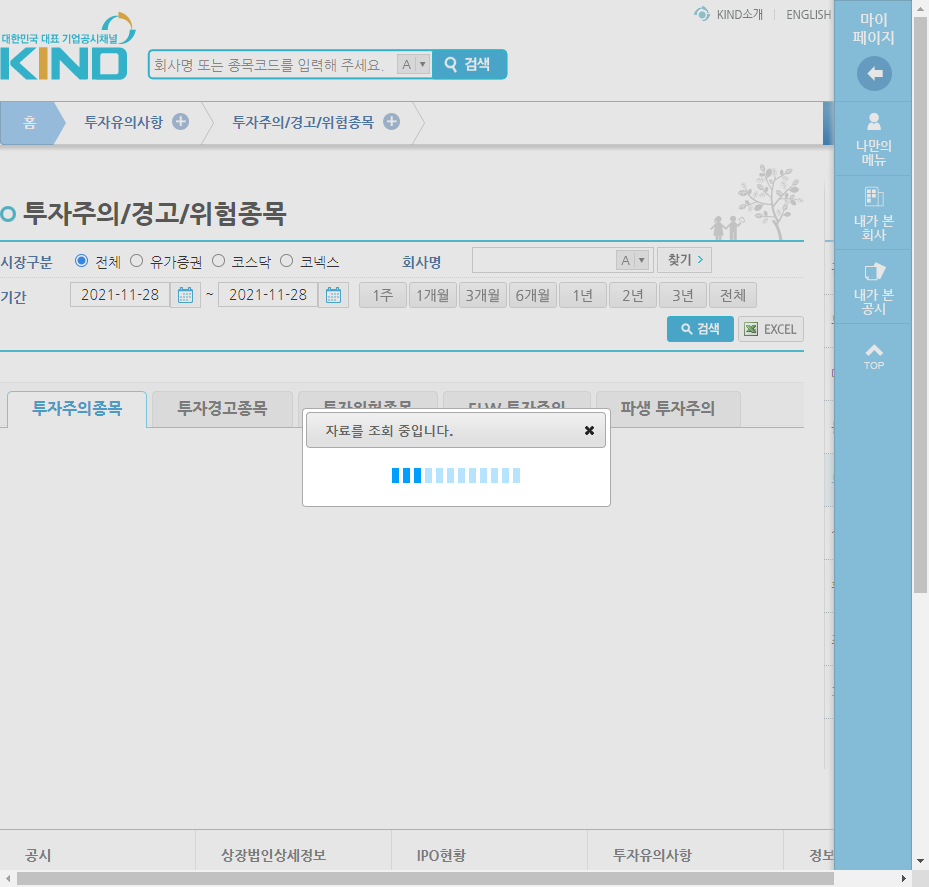 KIND소개
ENGLISH
대한민국 대표 기업공시채널
KIND
회사명 또는 종목코드를 입력해 주세요.
A
검색
홈
투자유의사항
투자주의/경고/위험종목
투자주의/경고/위험종목
시장구분
전체
유가증권
코스닥
코넥스
회사명
A
찾기
기간
2021-11-28
~
2021-11-28
1주
1개월
3개월
6개월
1년
2년
3년
전체
검색
EXCEL
투자주의종목
투자경고종목
투자위험종목
ELW 투자주의
파생 투자주의
자료를 조회 중입니다.
공시
상장법인상세정보
IPO현황
투자유의사항
정보
마이
페이지
나만의
메뉴
내가 본
회사
내가 본
공시
TOP